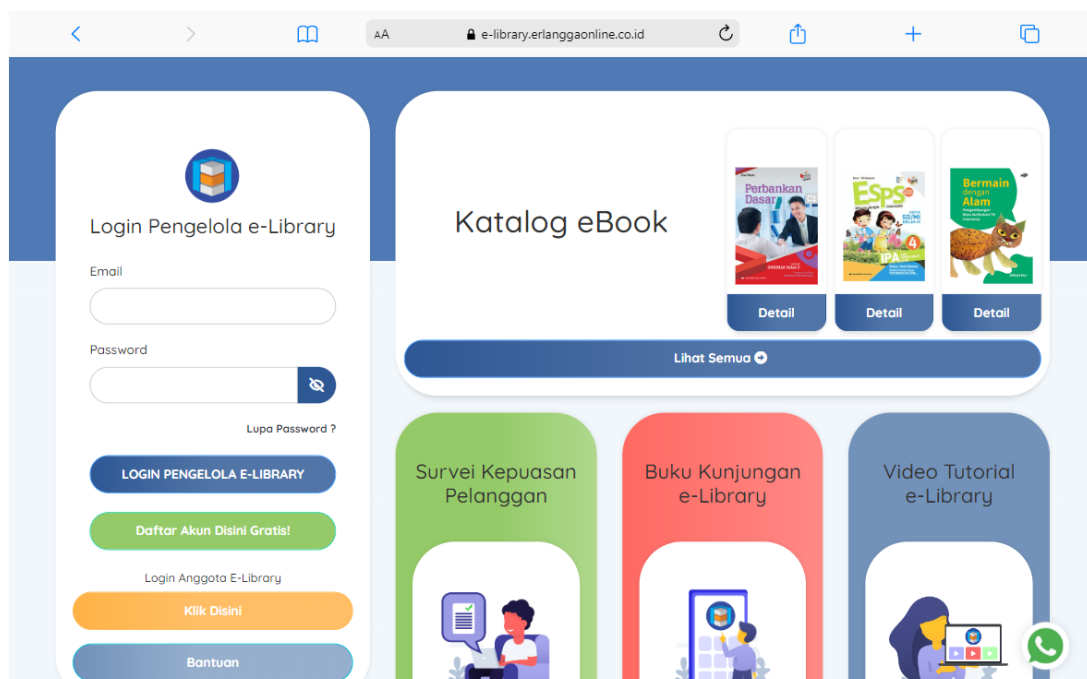 AA
e-library.erlanggaonline.co.id
Login Pengelola e-Library
Email
Password
Lupa Password ?
LOGIN PENGELOLA E-LIBRARY
Daftar Akun Disini Gratis!
Login Anggota E-Library
Klik Disini
Bantuan
Katalog eBook
Perbankan
Dasar
Detail
ESPS
SD/MI
4
IPA
Detail
Bermain
dengan
Alam
Detail
Lihat Semua
Survei Kepuasan
Pelanggan
Buku Kunjungan
e-Library
Video Tutorial
e-Library